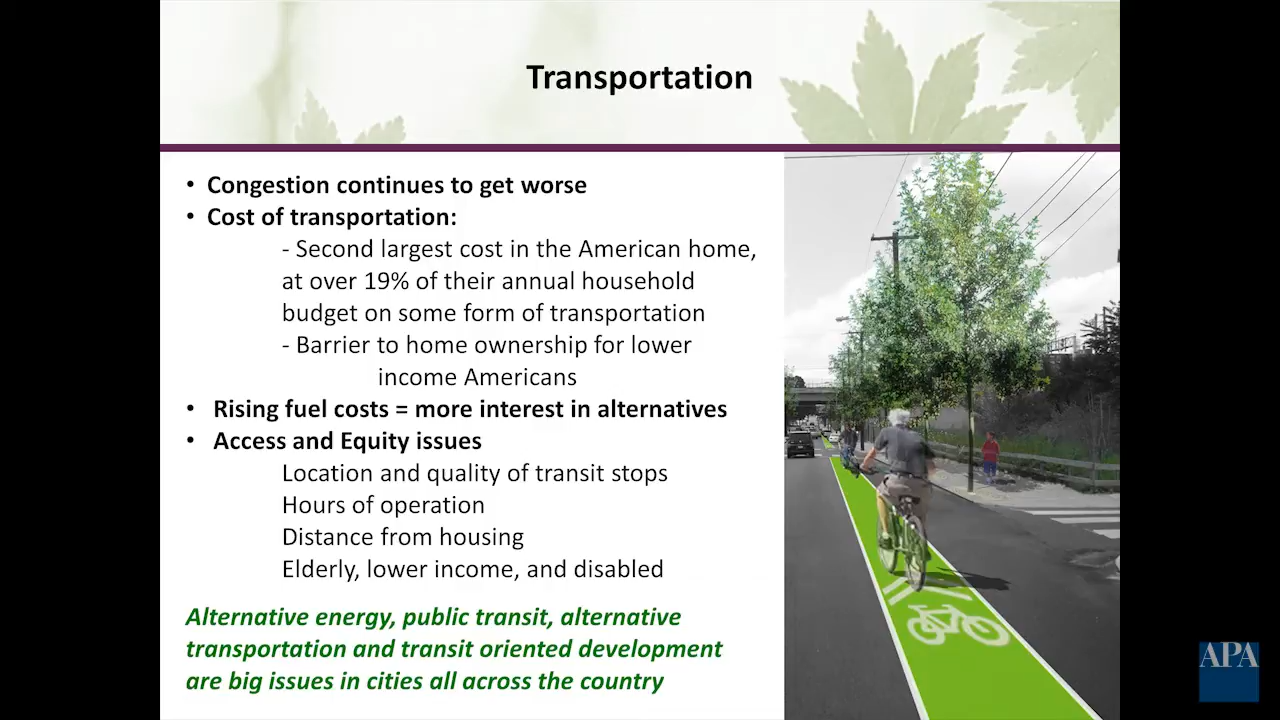 Transportation
• Congestion continues to get worse
• Cost of transportation:
- Second largest cost in the American home,
at over 19% of their annual household
budget on some form of transportation
- Barrier to home ownership for lower
income Americans
• Rising fuel costs = more interest in alternatives
• Access and Equity issues
Location and quality of transit stops
Hours of operation
Distance from housing
Elderly, lower income, and disabled
Alternative energy, public transit, alternative
transportation and transit oriented development
are big issues in cities all across the country
APA